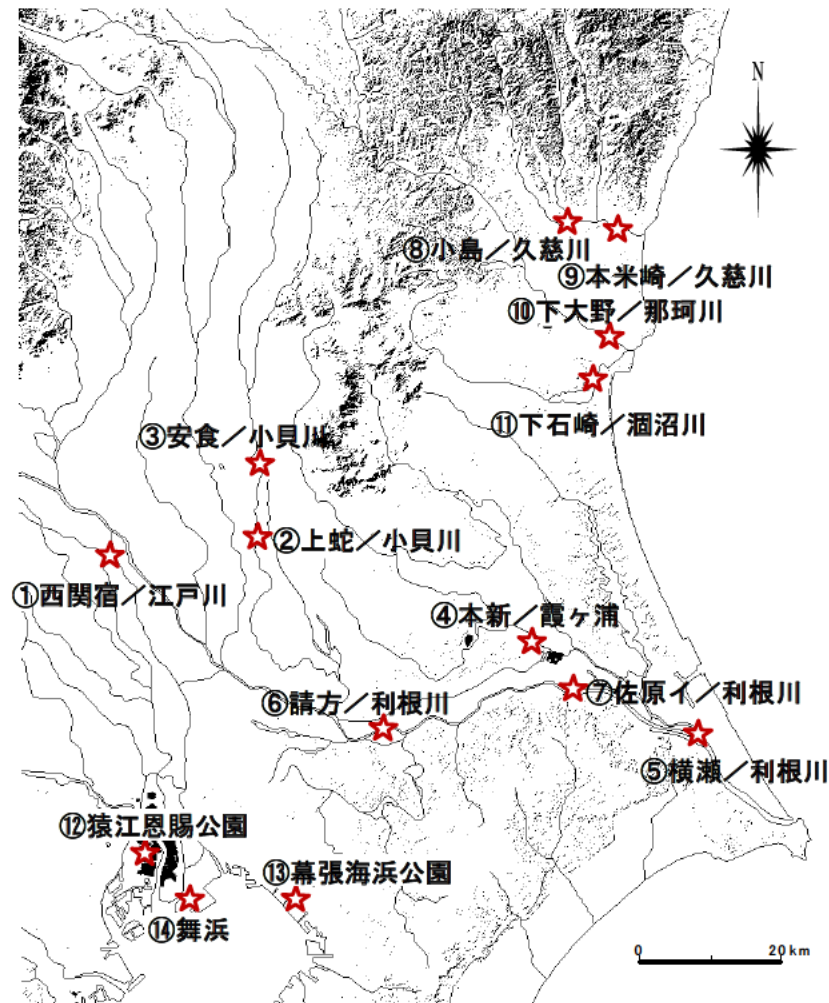 N
⑧小島／久慈川
⑨本米崎／久慈川
⑩下大野／那珂川
⑪下石崎／涸沼川
③安食／小貝川
②上蛇／小貝川
①西関宿／江戸川
④本新／霞ヶ浦
⑦佐原イ／利根川
⑥請方／利根川
⑤横瀬／利根川
⑫猿江恩賜公園
⑬幕張海浜公園
⑭舞浜
0 20km